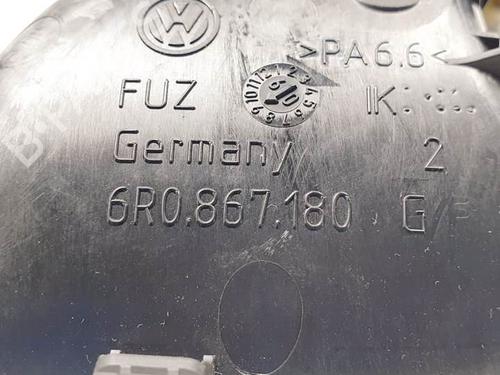 >PA6.6<
FUZ
IK
Germany 2
6R0.867.180 G